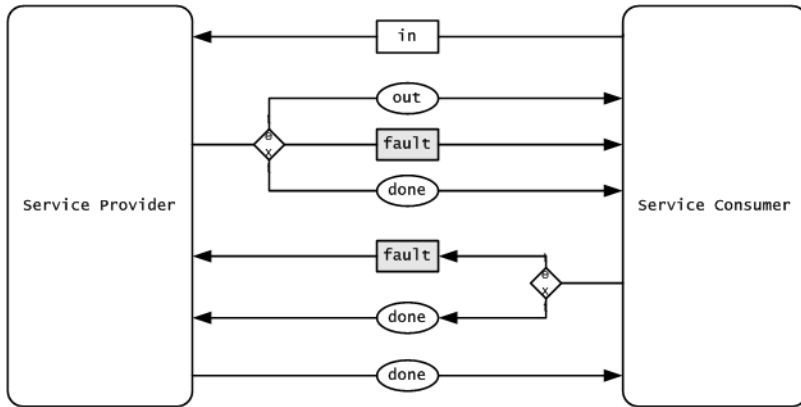 in
out
e
x
fault
done
Service Provider
Service Consumer
fault
e
x
done
done